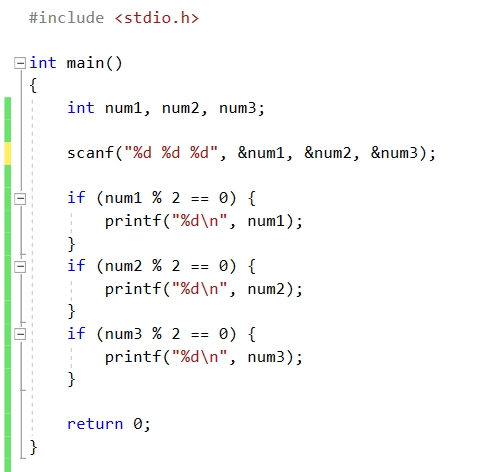 #include <stdio.h>
int main()
{
int num1, num2, num3;
scanf("%d %d %d", &num1, &num2, &num3);
if (num1 % 2 == 0) {
printf("%d\n", num1);
}
if (num2 % 2 == 0) {
printf("%d\n", num2);
}
if (num3 % 2 == 0) {
printf("%d\n", num3);
}
return 0;
}